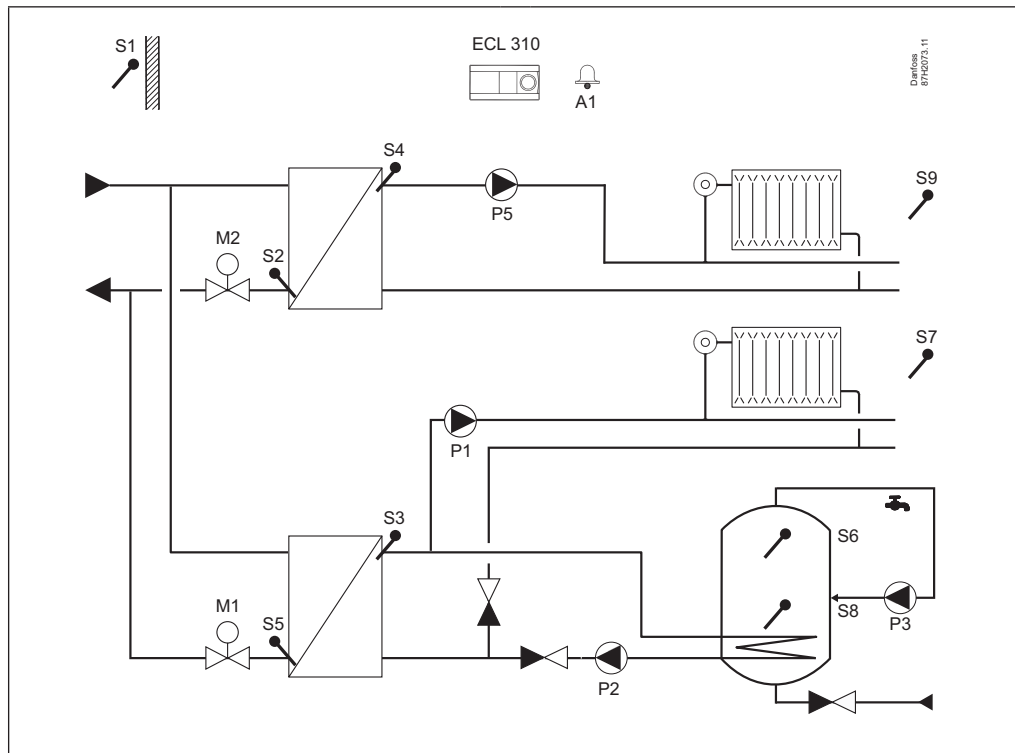 S1
ECL 310
A1
Danfoss
87H2073.11
S4
P5
S9
M2
S2
S7
P1
S3
S6
M1
S5
S8
P3
P2